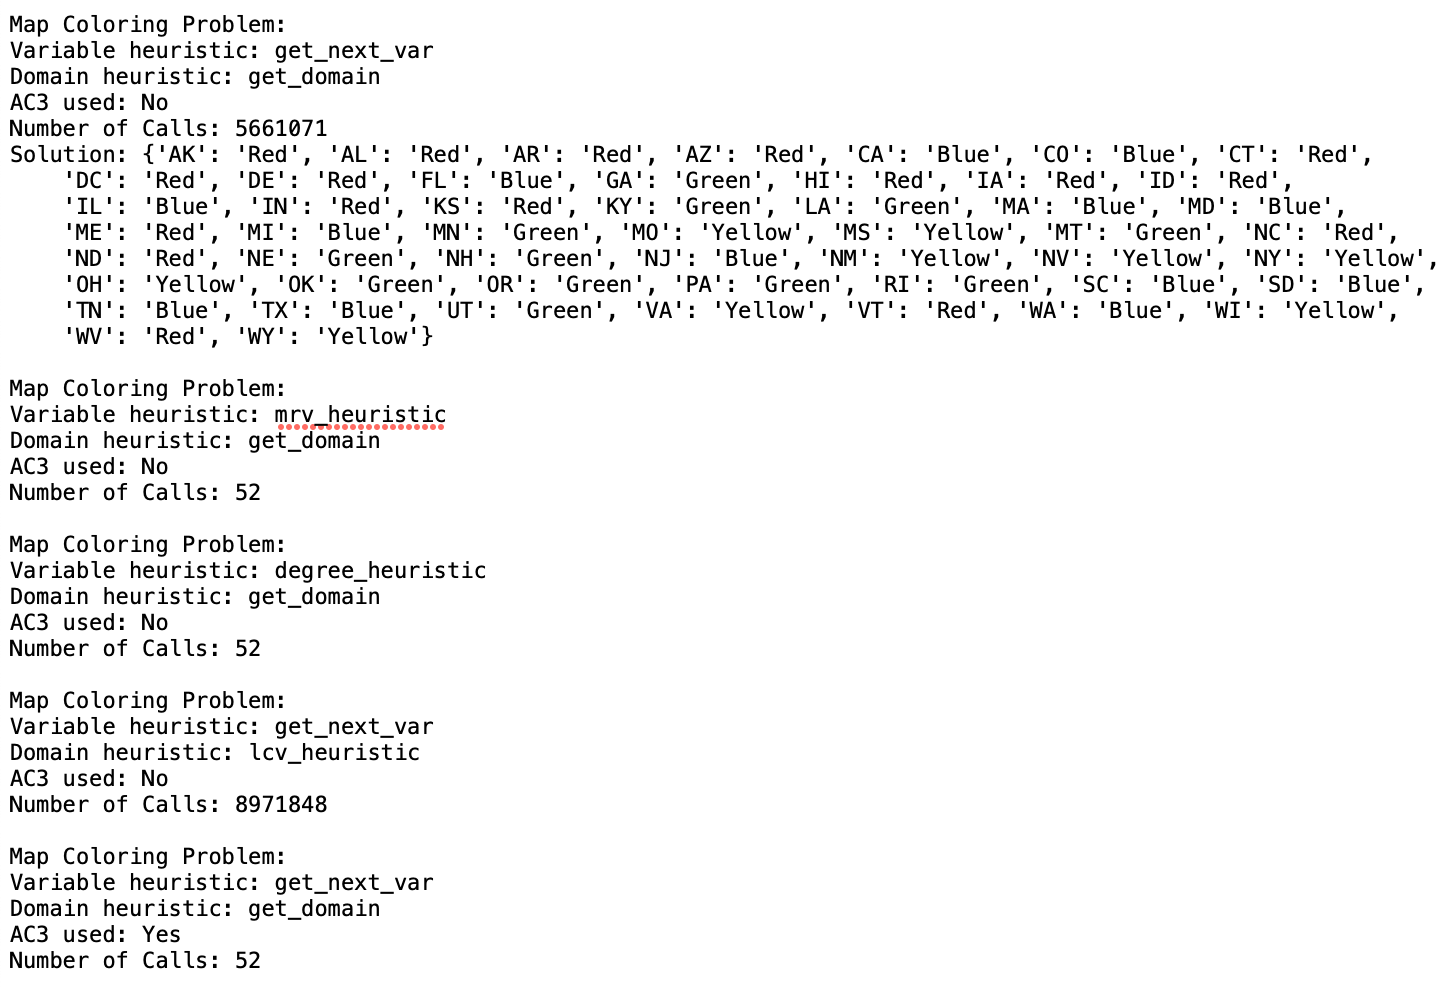 Map Coloring Problem:
Variable heuristic: get_next_var
Domain heuristic: get_domain
AC3 used: No
Number of Calls: 5661071
Solution: {'AK': 'Red', 'AL': 'Red', 'AR': 'Red', 'AZ': 'Red', 'CA': 'Blue', 'CO': 'Blue', 'CT': 'Red',
'DC': 'Red', 'DE': 'Red', 'FL': 'Blue', 'GA': 'Green', 'HI': 'Red', 'IA': 'Red', 'ID': 'Red',
'IL': 'Blue', 'IN': 'Red', 'KS': 'Red', 'KY': 'Green', 'LA': 'Green', 'MA': 'Blue', 'MD': 'Blue',
'ME': 'Red', 'MI': 'Blue', 'MN': 'Green', 'MO': 'Yellow', 'MS': 'Yellow', 'MT': 'Green', 'NC': 'Red',
'ND': 'Red', 'NE': 'Green', 'NH': 'Green', 'NJ': 'Blue', 'NM': 'Yellow', 'NV': 'Yellow', 'NY': 'Yellow',
'OH': 'Yellow', 'OK': 'Green', 'OR': 'Green', 'PA': 'Green', 'RI': 'Green', 'SC': 'Blue', 'SD': 'Blue',
'TN': 'Blue', 'TX': 'Blue', 'UT': 'Green', 'VA': 'Yellow', 'VT': 'Red', 'WA': 'Blue', 'WI': 'Yellow',
'WV': 'Red', 'WY': 'Yellow'}
Map Coloring Problem:
Variable heuristic: mrv_heuristic
Domain heuristic: get_domain
AC3 used: No
Number of Calls: 52
Map Coloring Problem:
Variable heuristic: degree_heuristic
Domain heuristic: get_domain
AC3 used: No
Number of Calls: 52
Map Coloring Problem:
Variable heuristic: get_next_var
Domain heuristic: lcv_heuristic
AC3 used: No
Number of Calls: 8971848
Map Coloring Problem:
Variable heuristic: get_next_var
Domain heuristic: get_domain
AC3 used: Yes
Number of Calls: 52